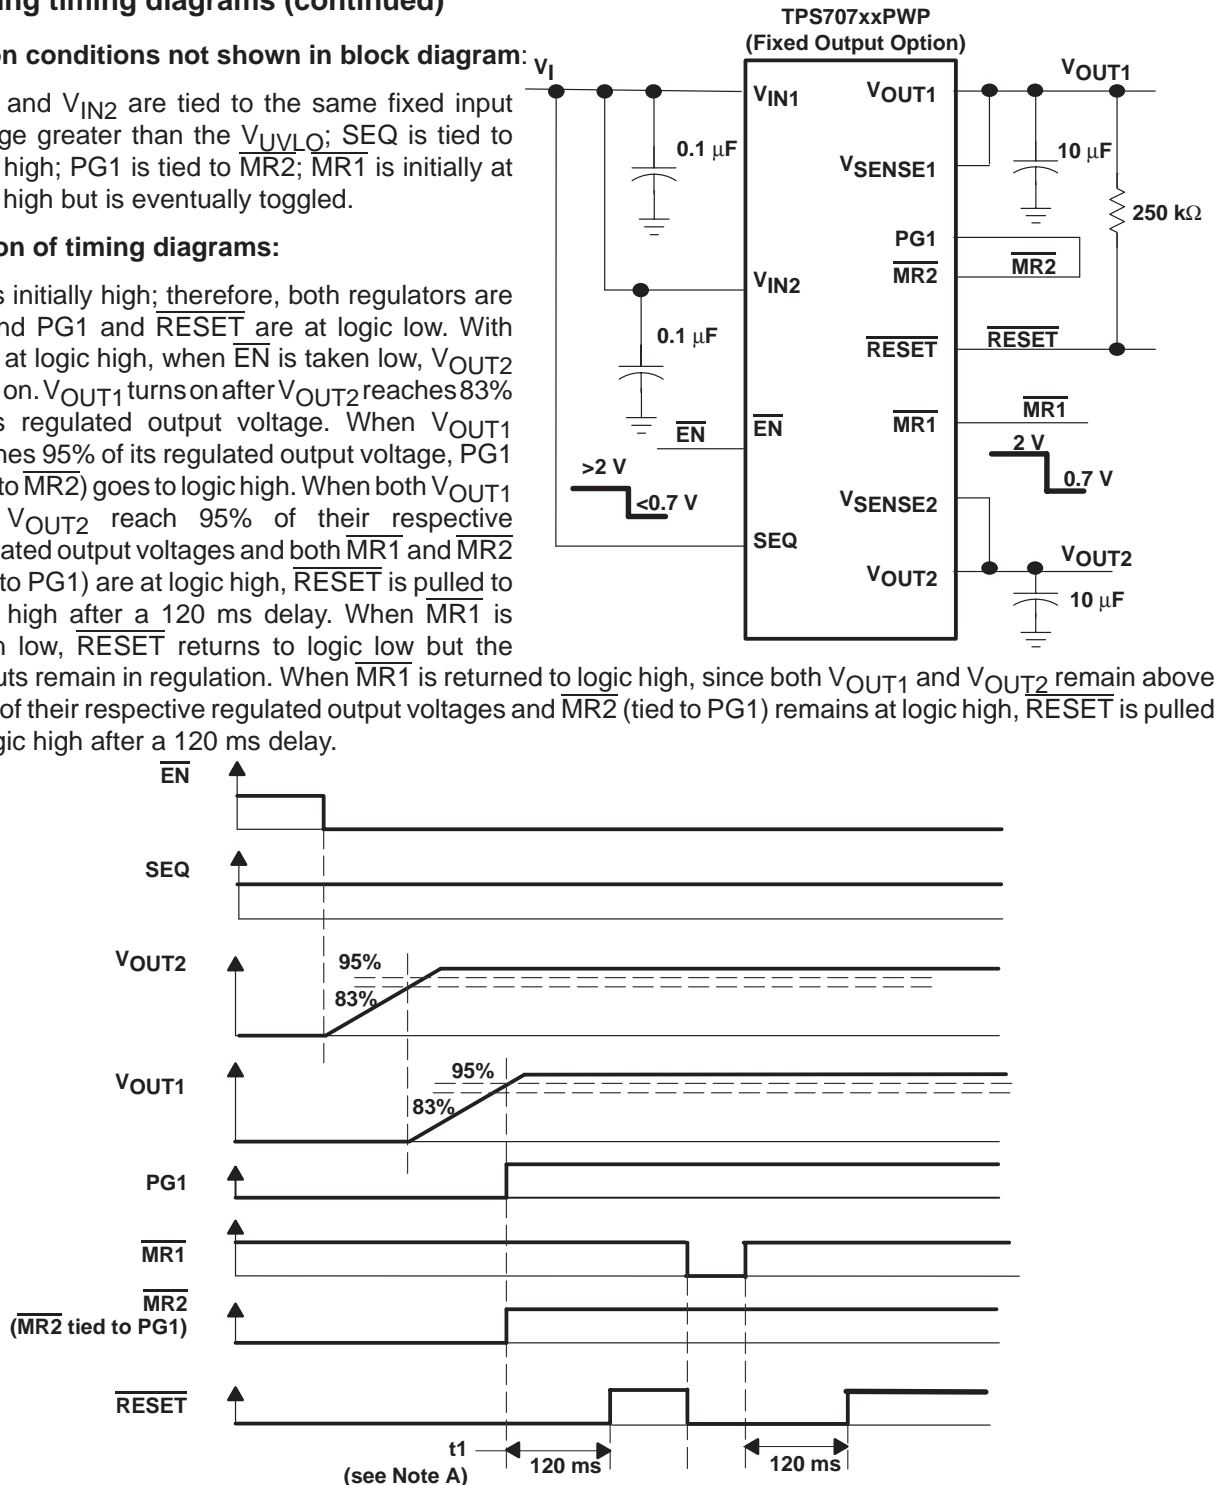 ing timing diagrams (continued)
on conditions not shown in block diagram:
and VIN2 are tied to the same fixed input
ge greater than the VUVLO; SEQ is tied to
high; PG1 is tied to MR2; MR1 is initially at
high but is eventually toggled.
on of timing diagrams:
s initially high; therefore, both regulators are
nd PG1 and RESET are at logic low. With
at logic high, when EN is taken low, VOUT2
on. VOUT1 turns on after VOUT2 reaches 83%
s regulated output voltage. When VOUT1
hes 95% of its regulated output voltage, PG1
to MR2) goes to logic high. When both VOUT1
VOUT2 reach 95% of their respective
ated output voltages and both MR1 and MR2
to PG1) are at logic high, RESET is pulled to
high after a 120 ms delay. When MR1 is
n low, RESET returns to logic low but the
uts remain in regulation. When MR1 is returned to logic high, since both VOUT1 and VOUT2 remain above
of their respective regulated output voltages and MR2 (tied to PG1) remains at logic high, RESET is pulled
gic high after a 120 ms delay.
TPS707xxPWP
(Fixed Output Option)
VI
VIN1
VOUT1
VOUT1
0.1 µF
VSENSE1
10 µF
250 kΩ
PG1
MR2
MR2
VIN2
0.1 µF
RESET
RESET
EN
EN
MR1
MR1
>2 V
<0.7 V
2 V
0.7 V
VSENSE2
SEQ
VOUT2
VOUT2
10 µF
EN
SEQ
VOUT2
95%
83%
VOUT1
95%
83%
PG1
MR1
MR2
(MR2 tied to PG1)
RESET
t1
(see Note A)
120 ms
120 ms